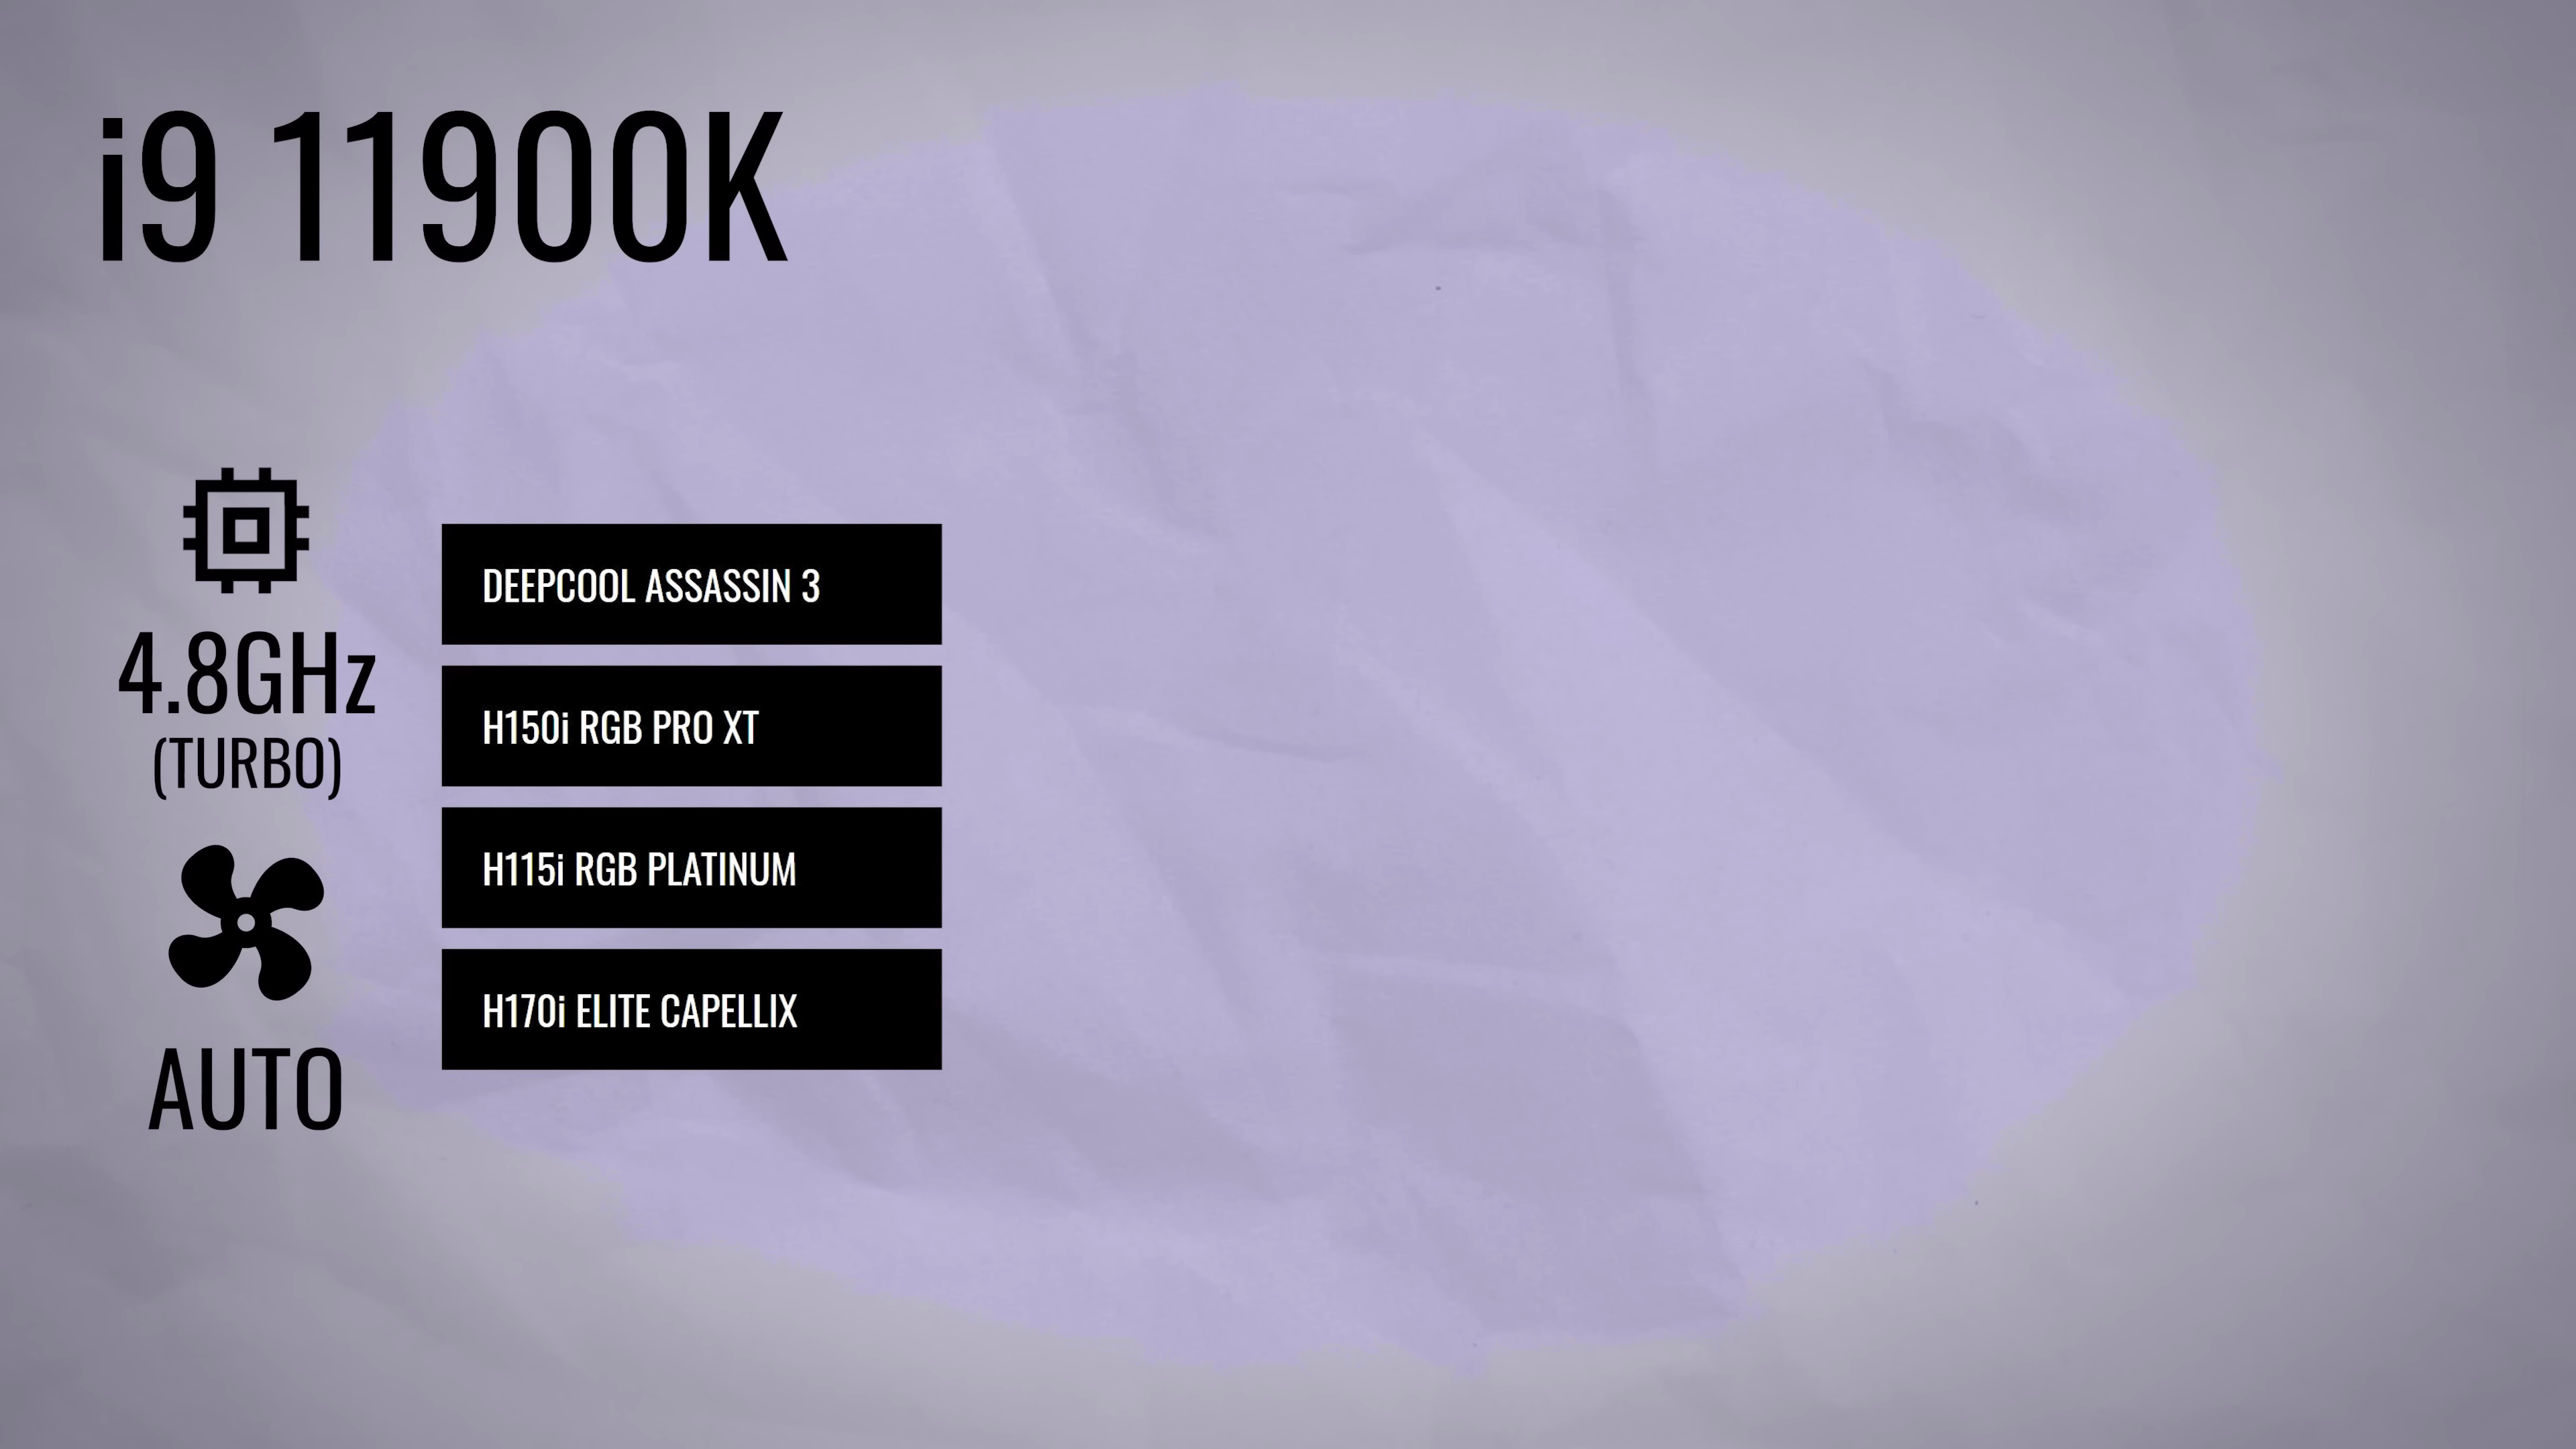 i9 11900K
4.8GHz
(TURBO)
AUTO
DEEPCOOL ASSASSIN 3
H150i RGB PRO XT
H115i RGB PLATINUM
H170i ELITE CAPELLIX